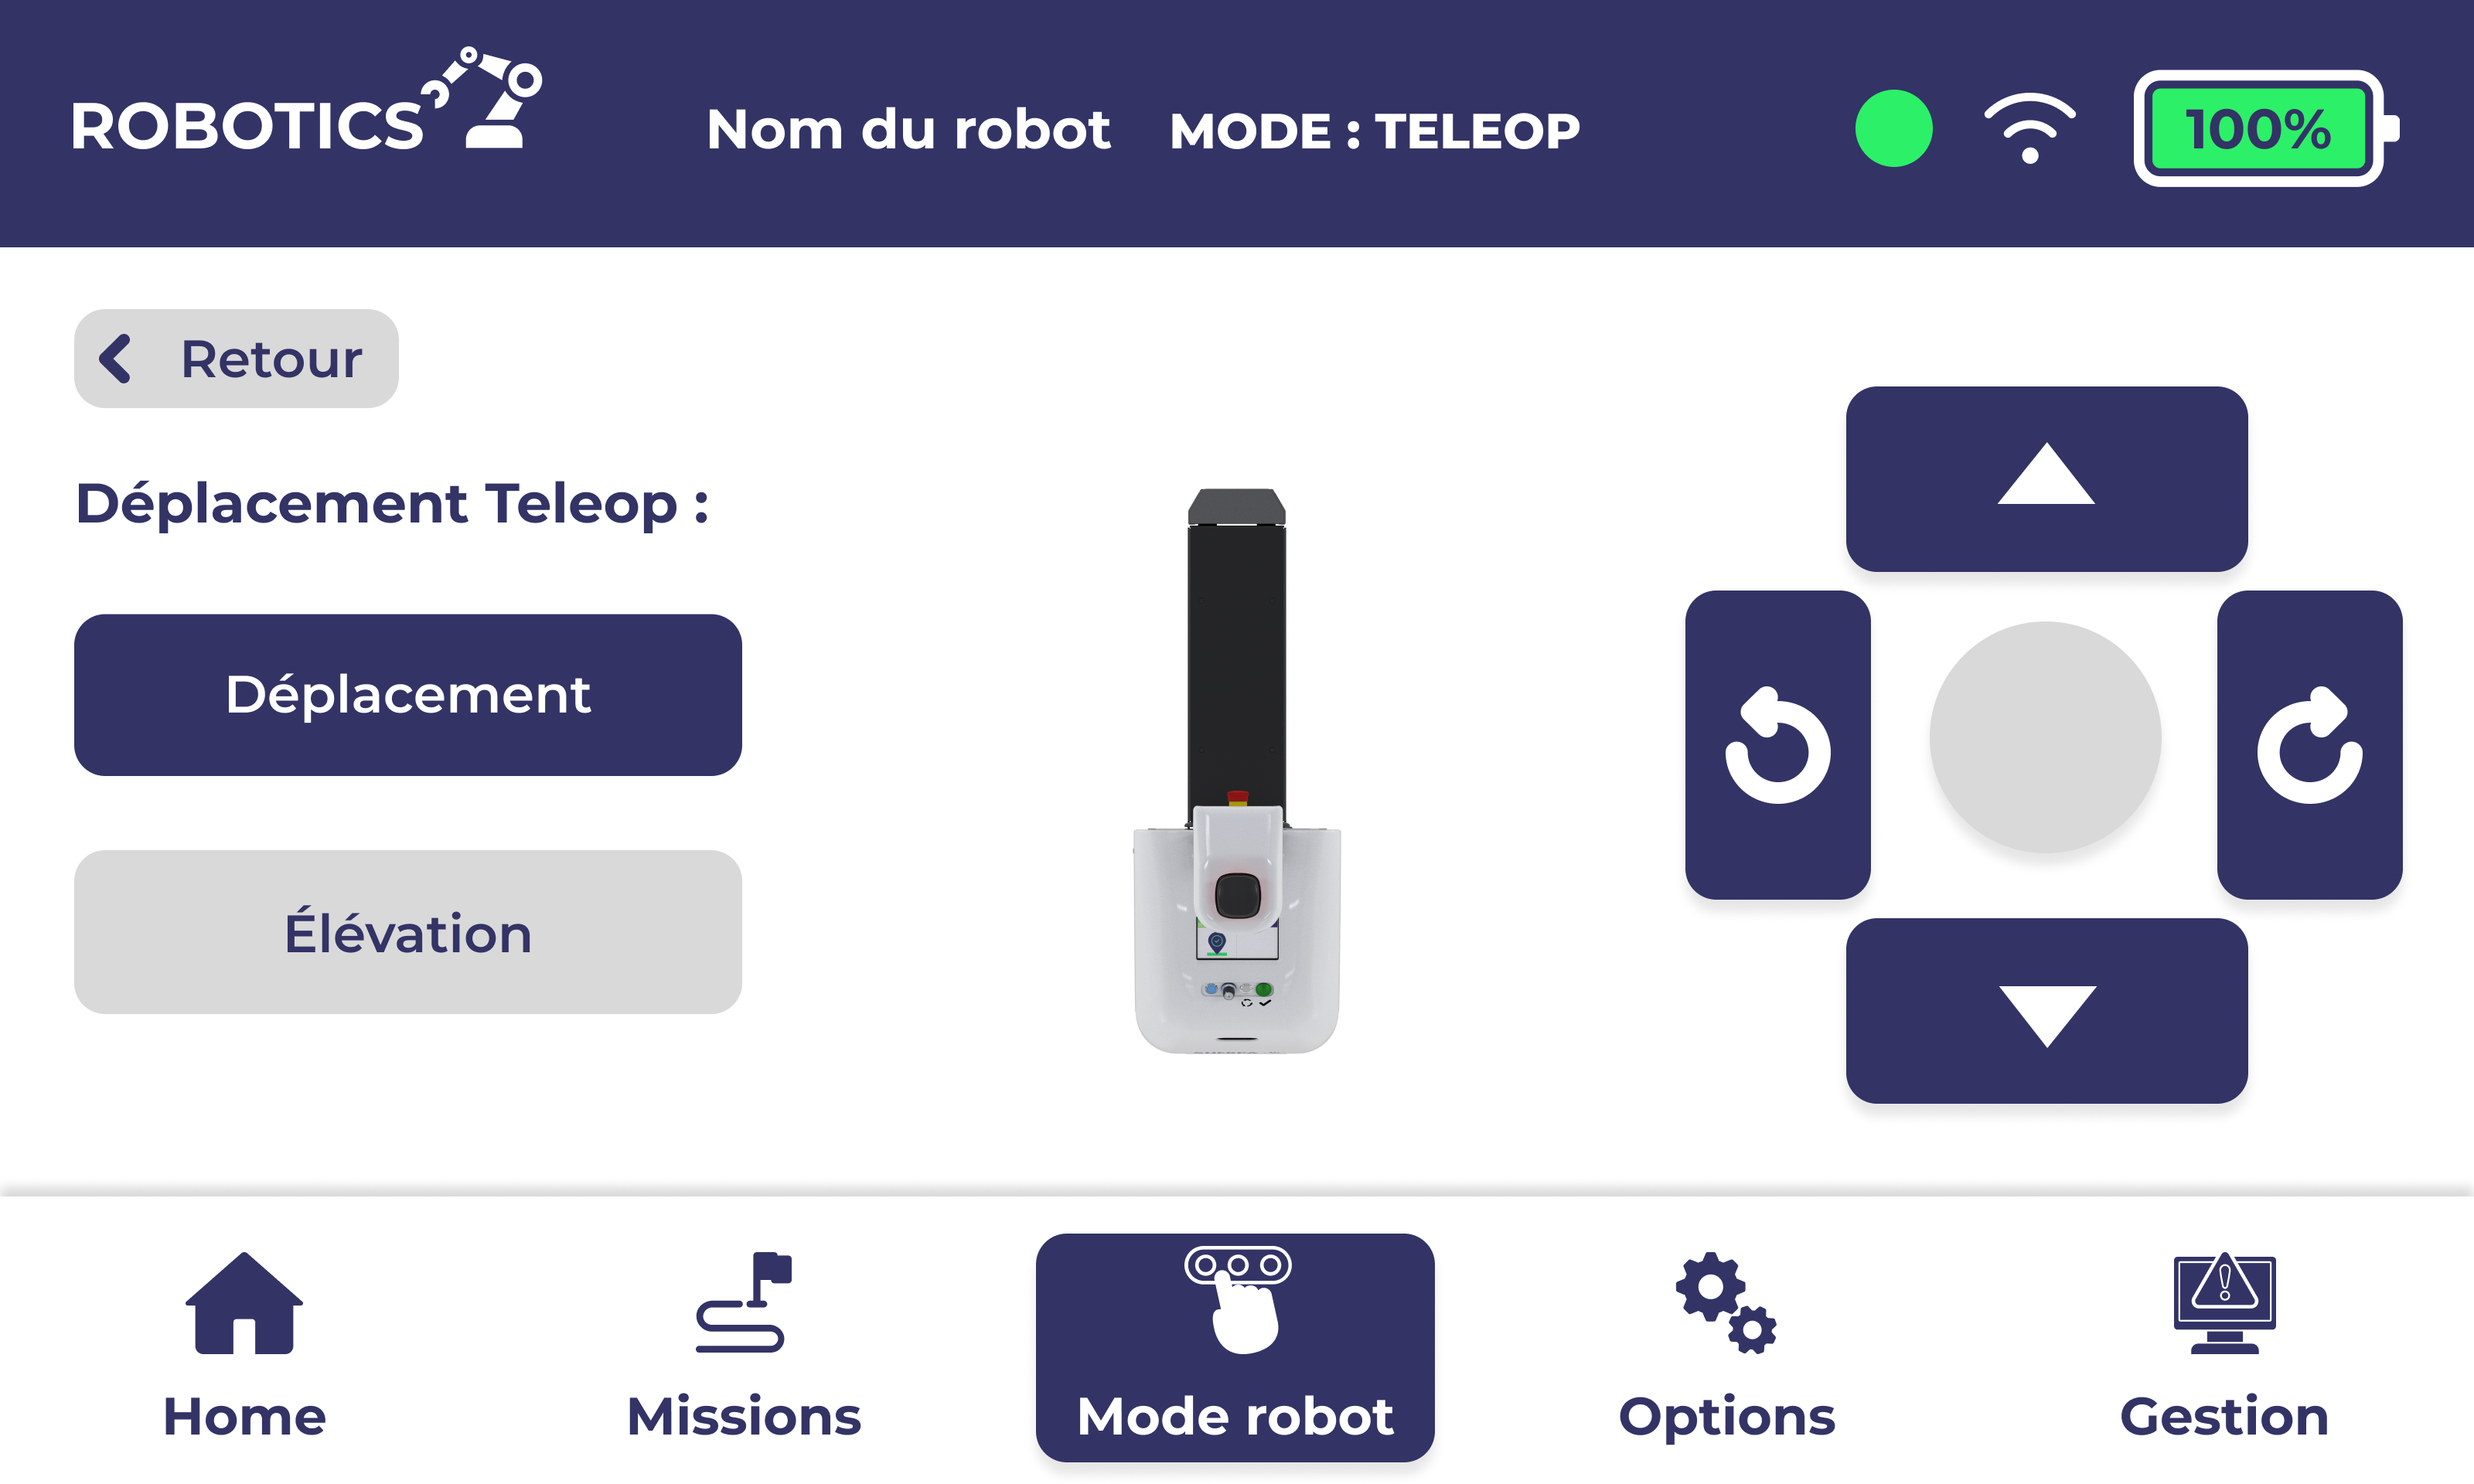 ROBOTICS
Nom du robot MODE : TELEOP
100%
Retour
Déplacement Teleop :
Déplacement
Élévation
Home
Missions
Mode robot
Options
Gestion